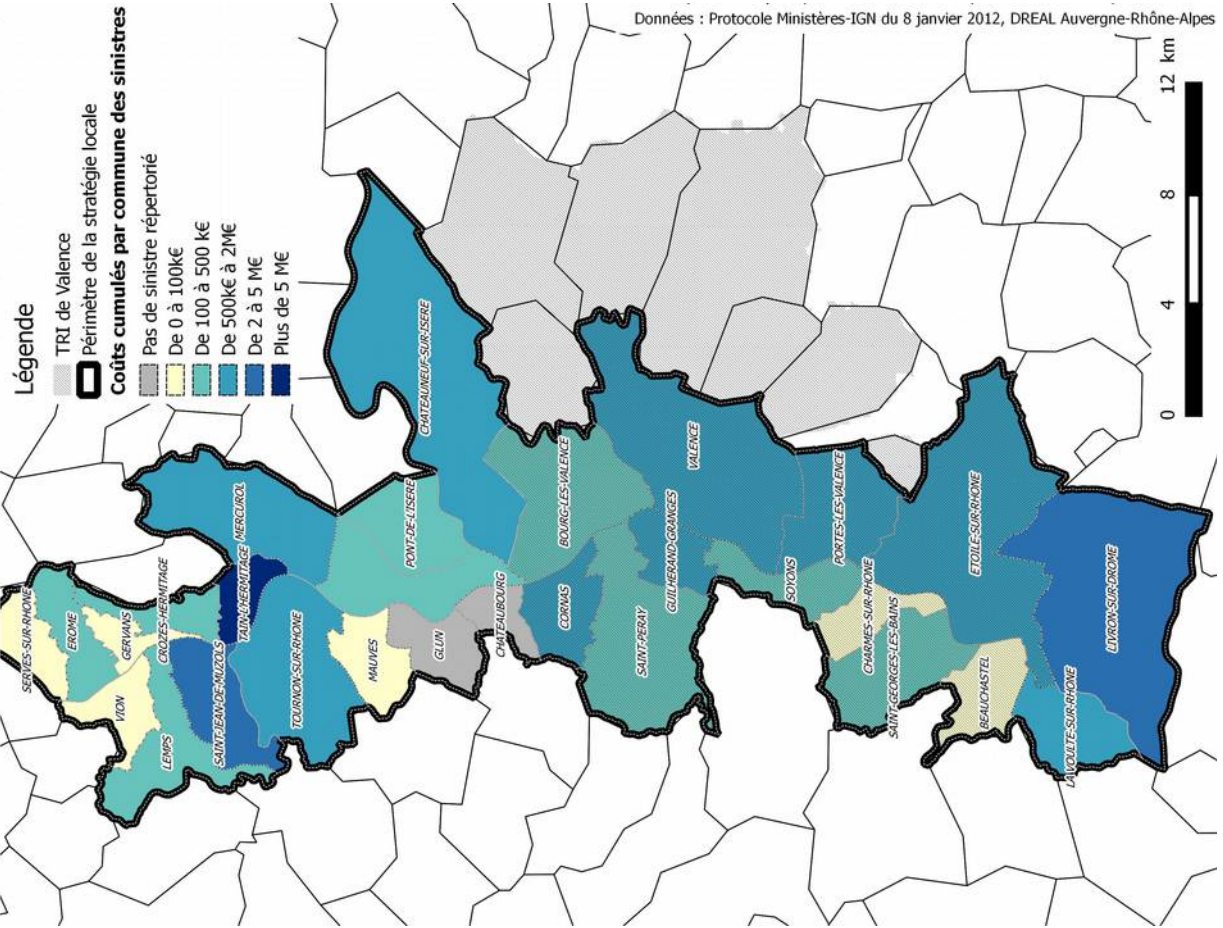 Données : Protocole Ministères-IGN du 8 janvier 2012, DREAL Auvergne-Rhône-Alpes
Légende
TRI de Valence
Périmètre de la stratégie locale
Coûts cumulés par commune des sinistres
Pas de sinistre répertorié
De 0 à 100k€
De 100 à 500 k€
De 500k€ à 2M€
De 2 à 5 M€
Plus de 5 M€
0 4 8 12 km
SERVES-SUR-RHONE
EROME
GERVANS
CROZES-HERMITAGE
VION
LEMPS
SAINT-JEAN-DE-MUZOLS
TAIN-L'HERMITAGE
MERCUROL
TOURNON-SUR-RHONE
MAUVES
GLUN
CHATEAUBOURG
PONT-DE-L'ISERE
CHATEAUNEUF-SUR-ISERE
CORNAS
BOURG-LES-VALENCE
SAINT-PERAY
GUILHERAND-GRANGES
VALENCE
SOYONS
PORTES-LES-VALENCE
CHARMES-SUR-RHONE
SAINT-GEORGES-LES-BAINS
BEAUCHASTEL
ETOILE-SUR-RHONE
LA VOULTE-SUR-RHONE
LIVRON-SUR-DROME